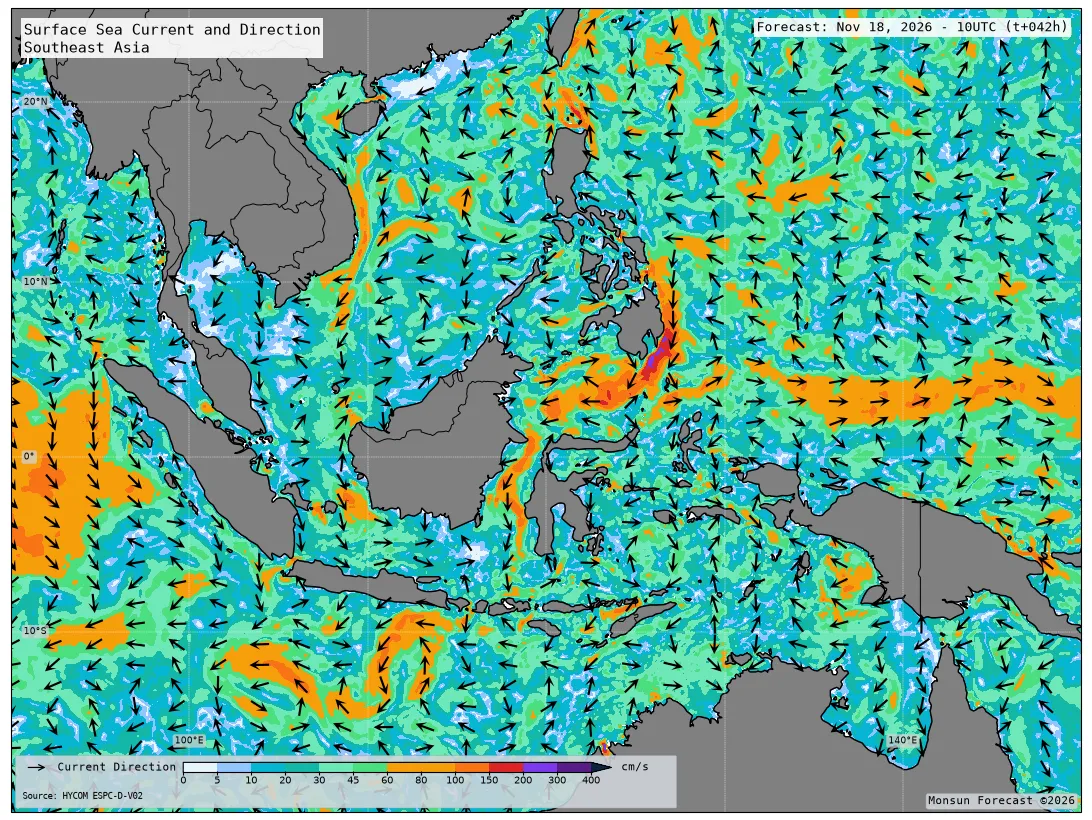 Surface Sea Current and Direction
Southeast Asia
Forecast: Nov 18, 2026 - 10UTC (t+042h)
20°N
10°N
0°
10°S
100°E
140°E
Current Direction
0 5 10 20 30 45 60 80 100 150 200 300 400
cm/s
Source: HYCOM ESPC-D-V02
Monsun Forecast ©2026